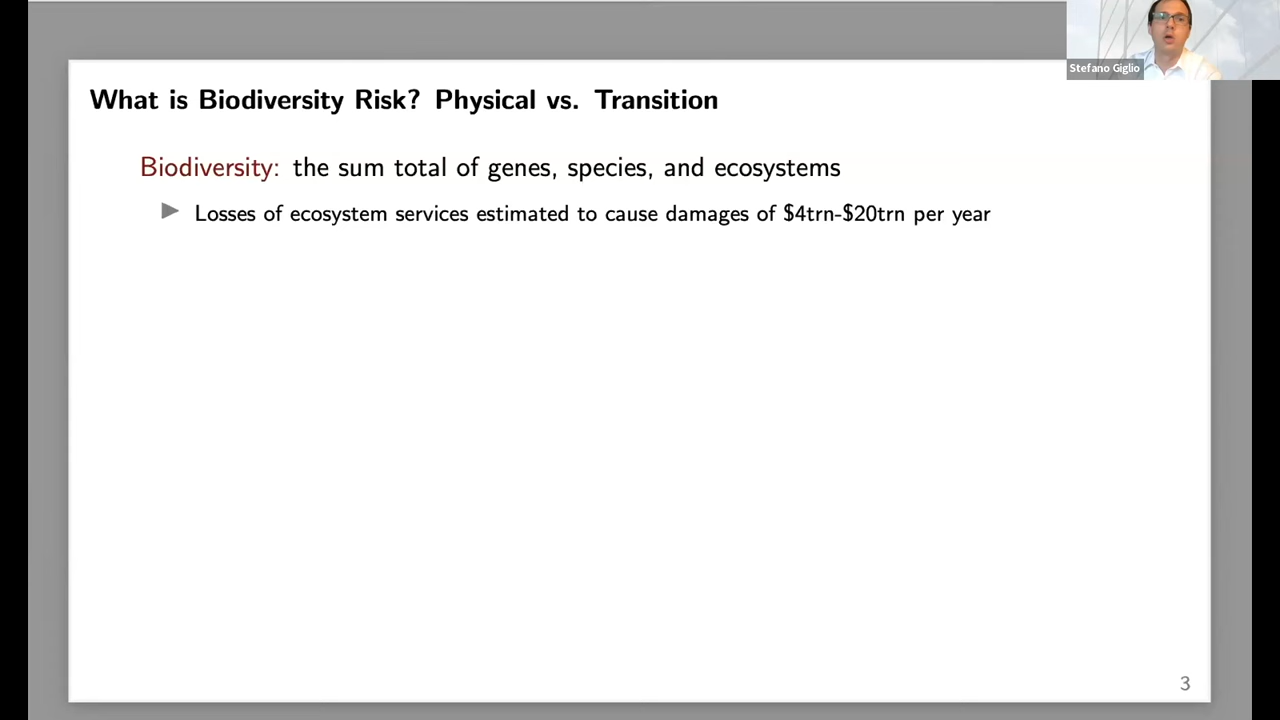 Stefano Giglio
What is Biodiversity Risk? Physical vs. Transition
Biodiversity: the sum total of genes, species, and ecosystems
▶ Losses of ecosystem services estimated to cause damages of $4trn-$20trn per year
3